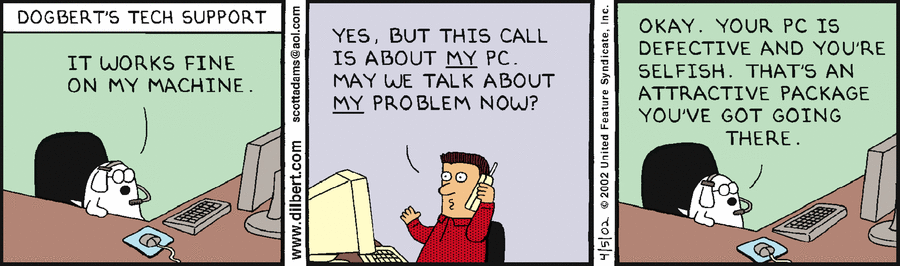 DOGBERT'S TECH SUPPORT
IT WORKS FINE
ON MY MACHINE.
www.dilbert.com
scottadams@aol.com
YES, BUT THIS CALL
IS ABOUT MY PC.
MAY WE TALK ABOUT
MY PROBLEM NOW?
4/5/02 © 2002 United Feature Syndicate, Inc.
OKAY. YOUR PC IS
DEFECTIVE AND YOU'RE
SELFISH. THAT'S AN
ATTRACTIVE PACKAGE
YOU'VE GOT GOING
THERE.